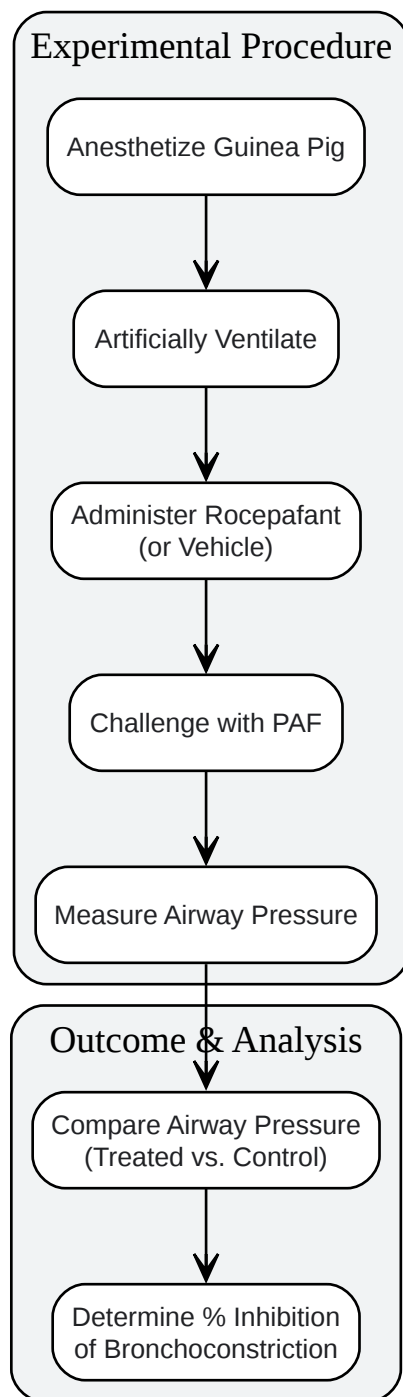 Experimental Procedure
Anesthetize Guinea Pig
Artificially Ventilate
Administer Rocepafant
(or Vehicle)
Challenge with PAF
Measure Airway Pressure
Outcome & Analysis
Compare Airway Pressure
(Treated vs. Control)
Determine % Inhibition
of Bronchoconstriction